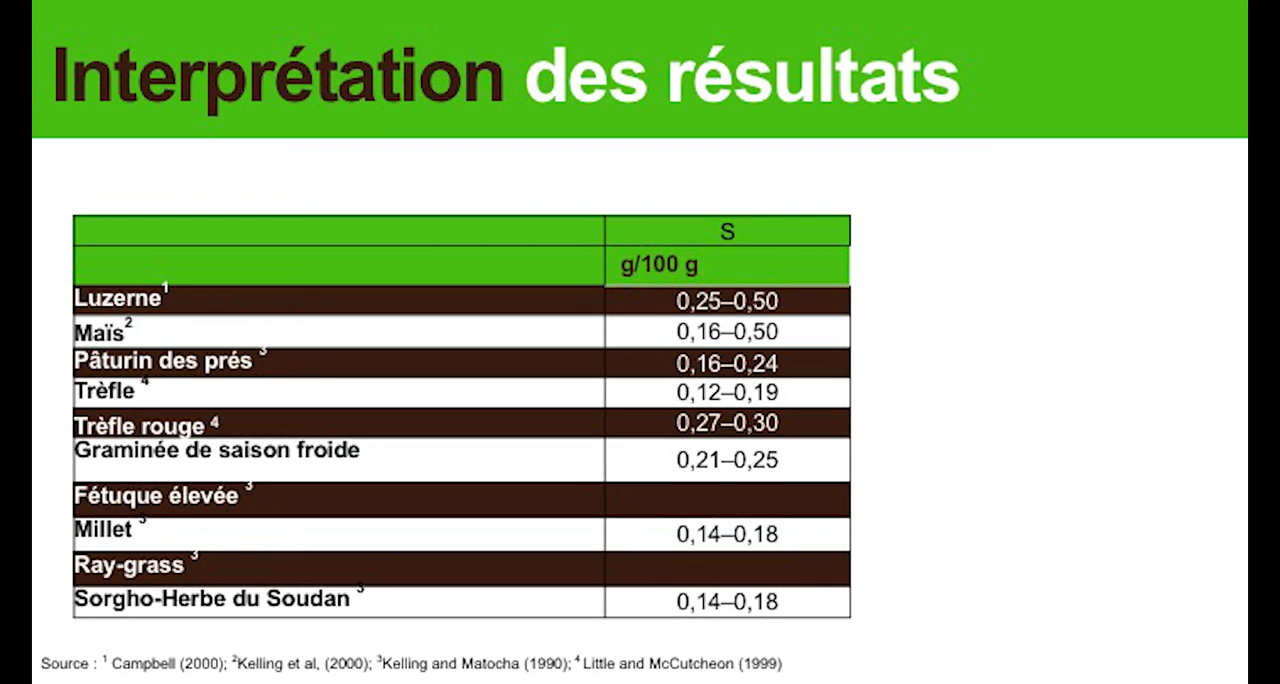 Interprétation des résultats
S
g/100 g
Luzerne¹ 0,25–0,50
Maïs² 0,16–0,50
Pâturin des prés ³ 0,16–0,24
Trèfle ⁴ 0,12–0,19
Trèfle rouge ⁴ 0,27–0,30
Graminée de saison froide 0,21–0,25
Fétuque élevée ³
Millet ³ 0,14–0,18
Ray-grass ³
Sorgho-Herbe du Soudan ³ 0,14–0,18
Source : ¹ Campbell (2000); ²Kelling et al, (2000); ³Kelling and Matocha (1990); ⁴ Little and McCutcheon (1999)